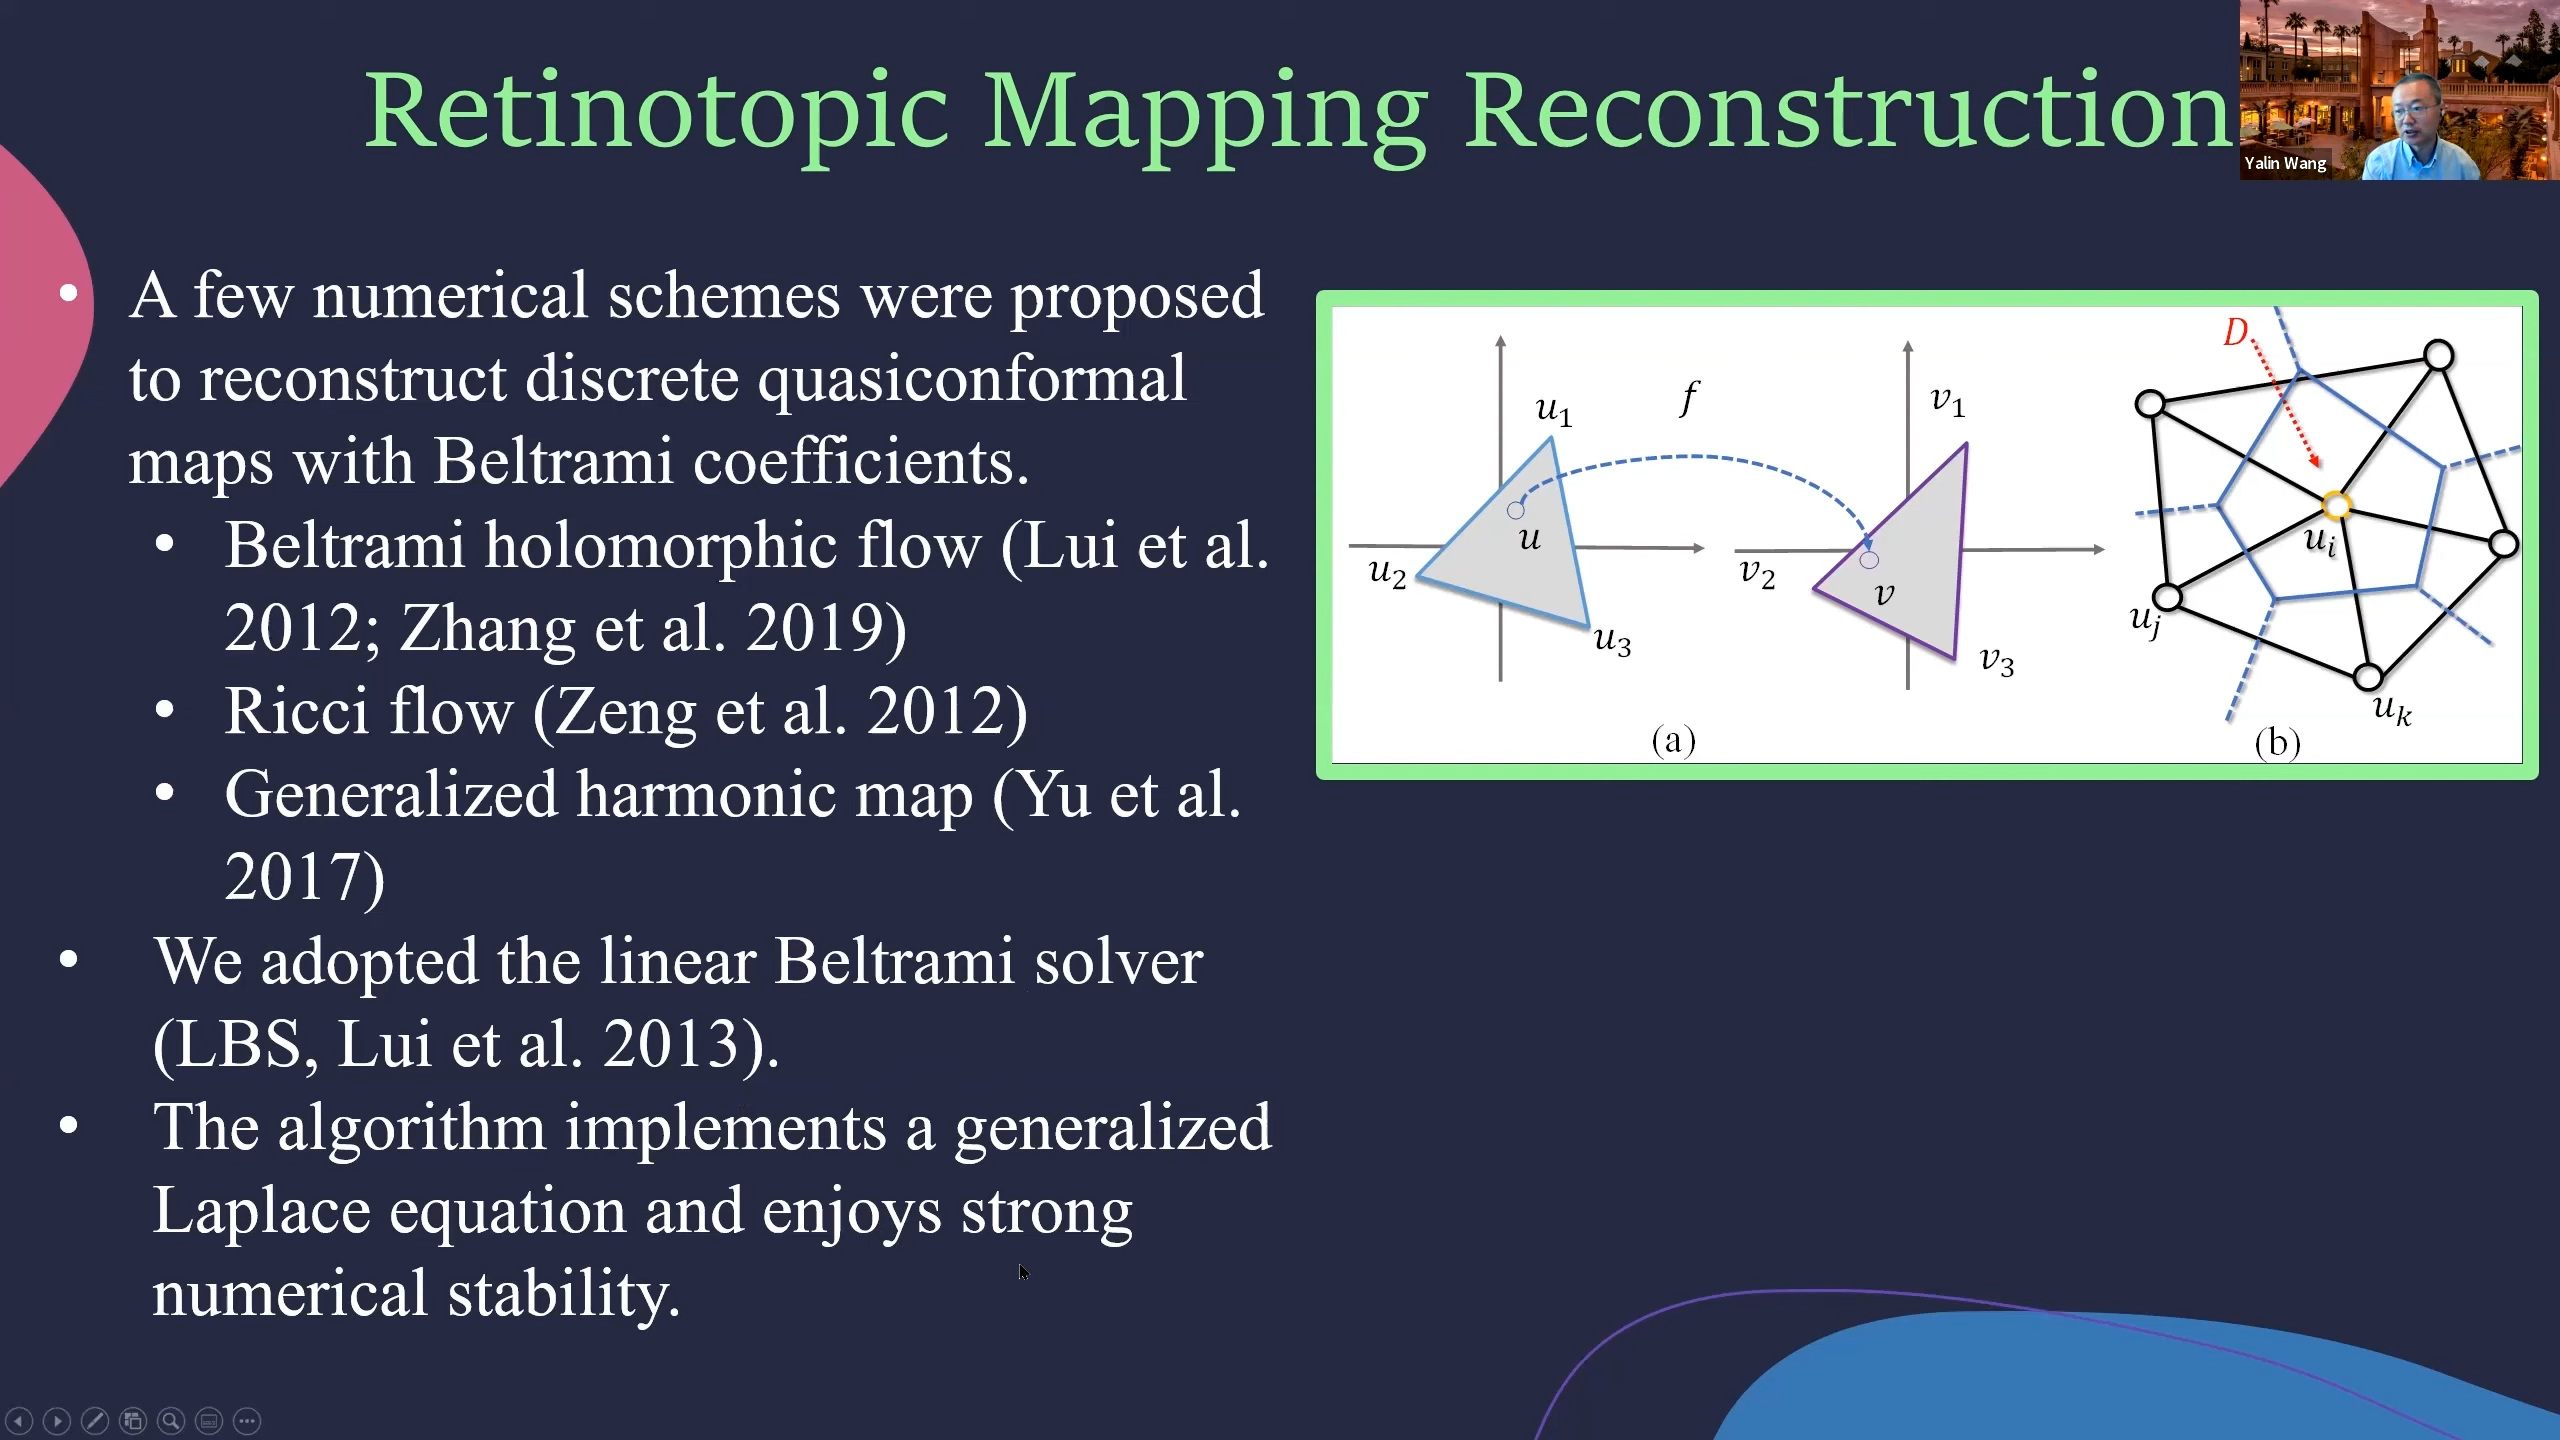 Retinotopic Mapping Reconstruction
Yalin Wang
• A few numerical schemes were proposed
to reconstruct discrete quasiconformal
maps with Beltrami coefficients.
• Beltrami holomorphic flow (Lui et al.
2012; Zhang et al. 2019)
• Ricci flow (Zeng et al. 2012)
• Generalized harmonic map (Yu et al.
2017)
• We adopted the linear Beltrami solver
(LBS, Lui et al. 2013).
• The algorithm implements a generalized
Laplace equation and enjoys strong
numerical stability.
f
u₁
u
u₂
u₃
v₁
v₂
v
v₃
(a)
D
uᵢ
uⱼ
uₖ
(b)